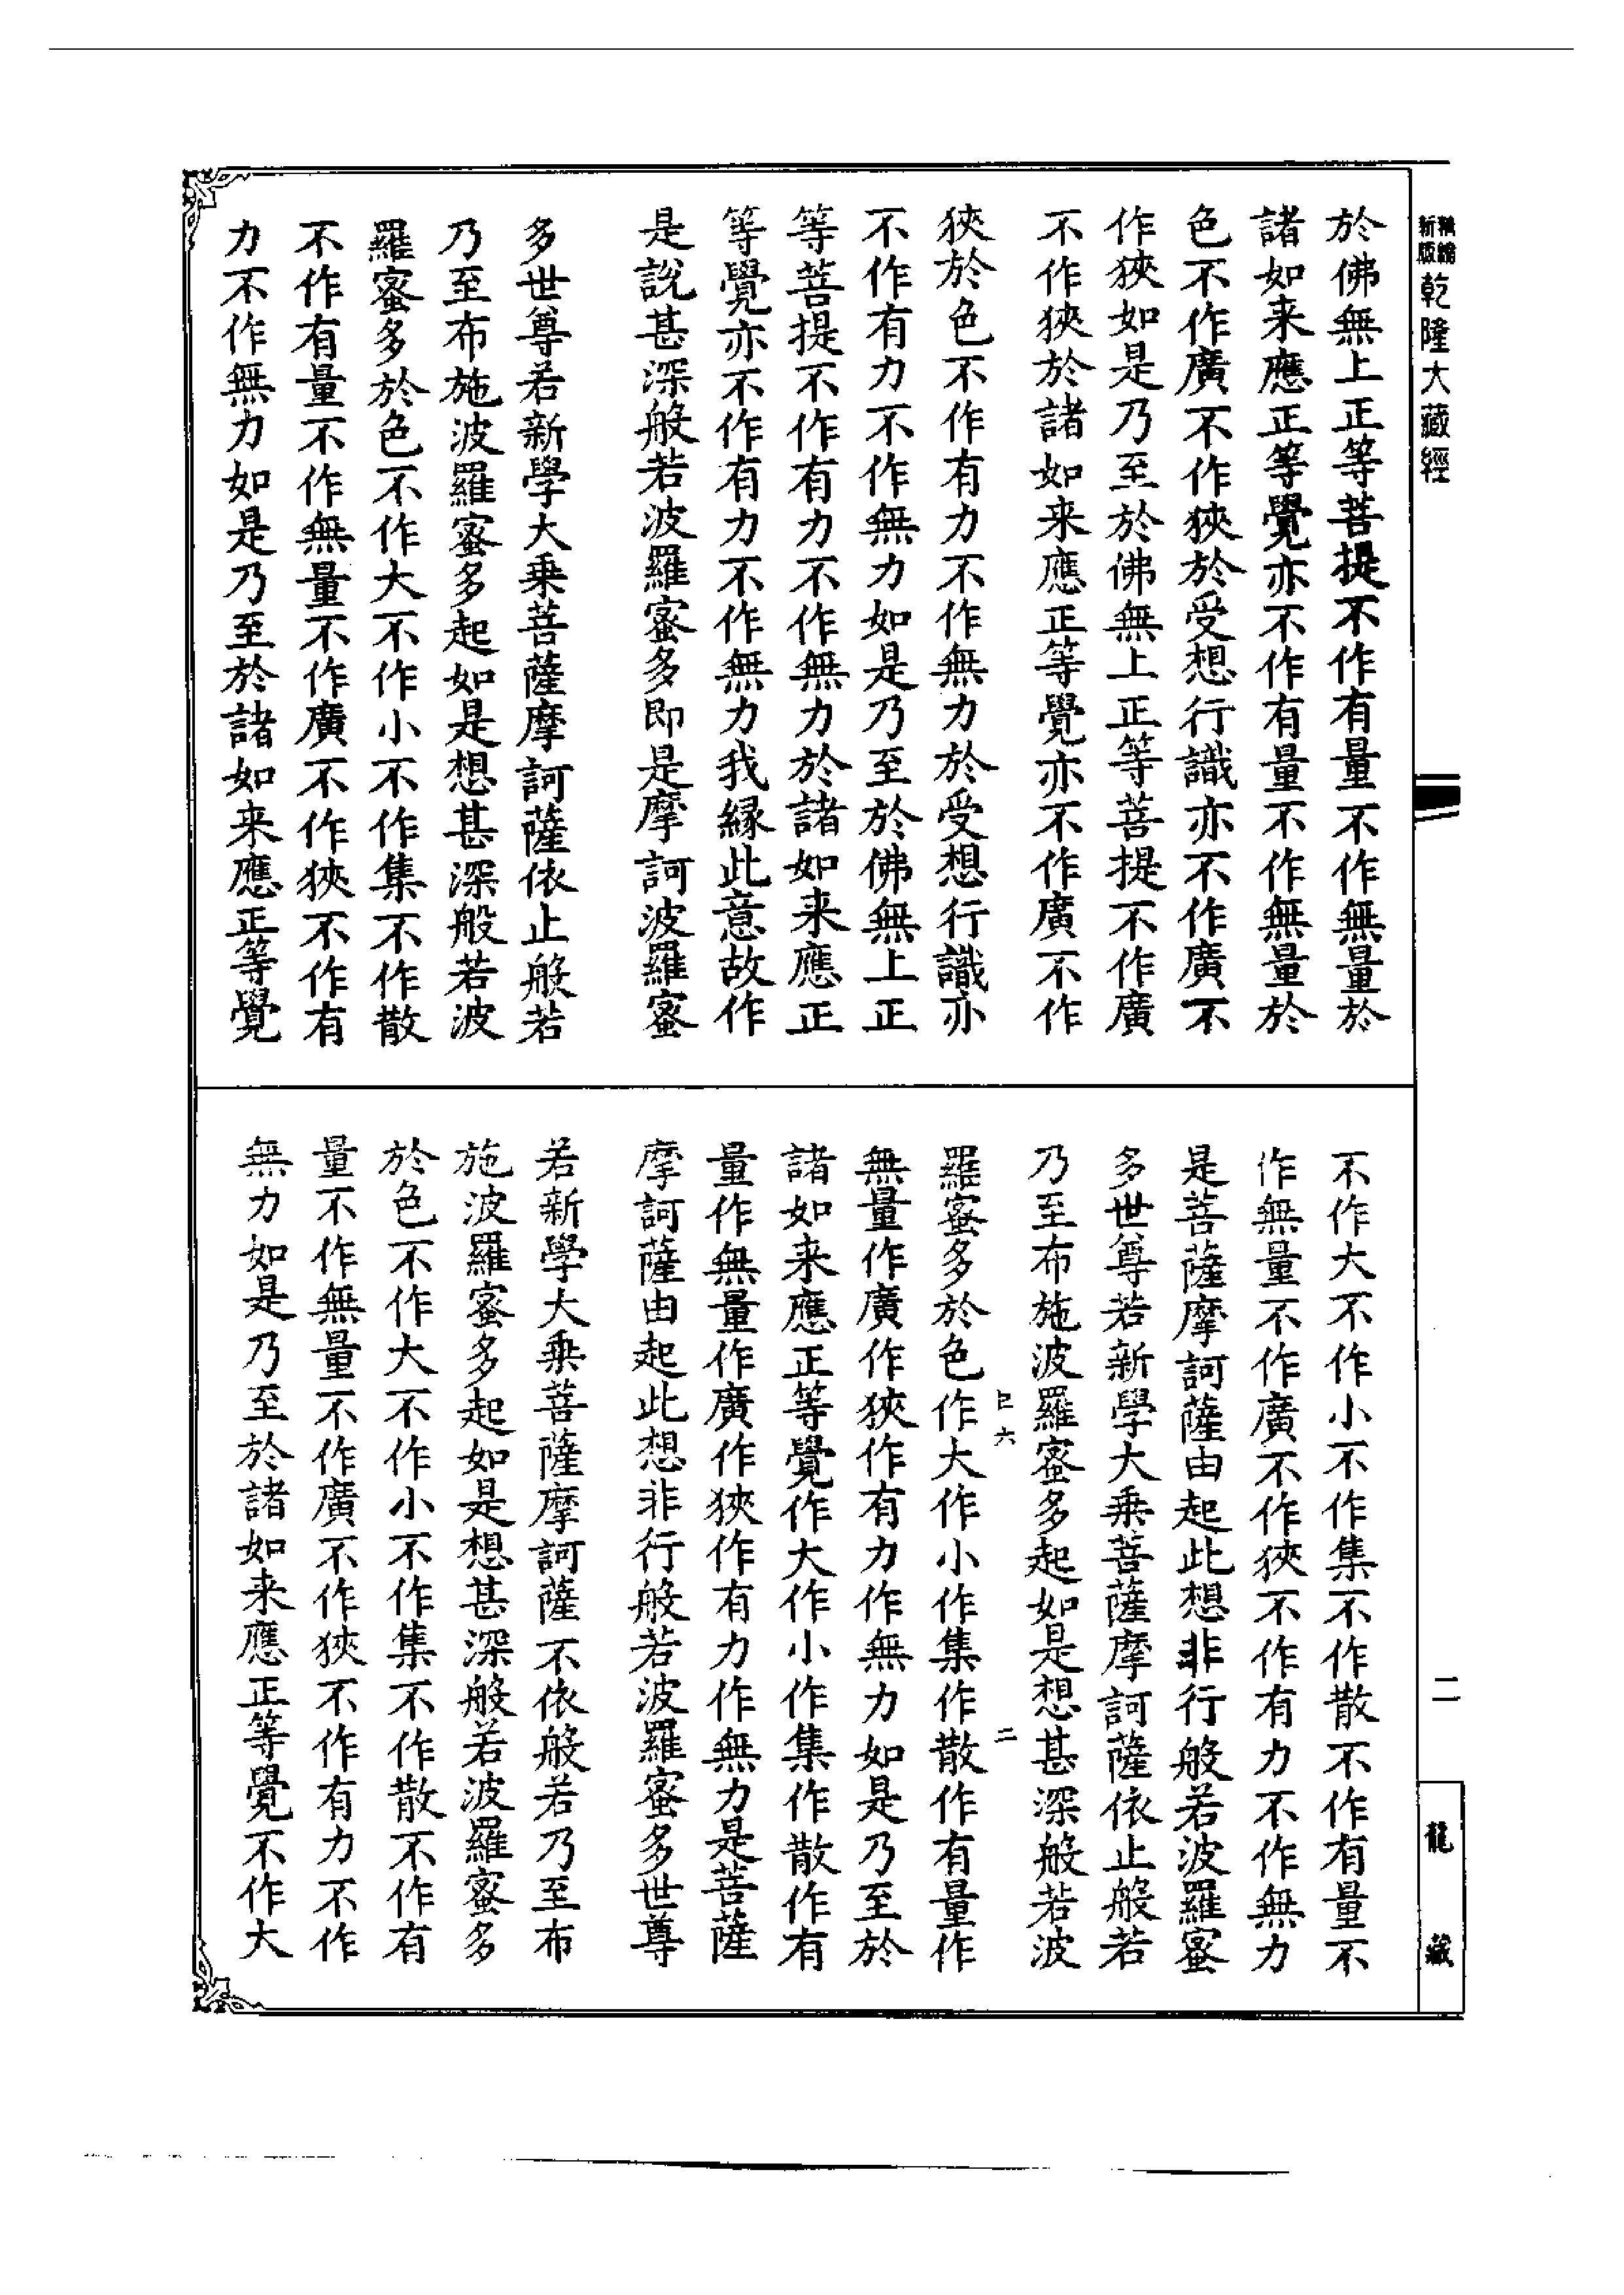 精編新版乾隆大藏經
於佛無上正等菩提不作有量不作無量於
諸如来應正等覺亦不作有量不作無量於
色不作廣不作狹於受想行識亦不作廣不
作狹如是乃至於佛無上正等菩提不作廣
不作狹於諸如来應正等覺亦不作廣不作
狹於色不作有力不作無力於受想行識亦
不作有力不作無力如是乃至於佛無上正
等菩提不作有力不作無力於諸如来應正
等覺亦不作有力不作無力我緣此意故作
是說甚深般若波羅蜜多即是摩訶波羅蜜
多世尊若新學大乗菩薩摩訶薩依止般若
乃至布施波羅蜜多起如是想甚深般若波
羅蜜多於色不作大不作小不作集不作散
不作有量不作無量不作廣不作狹不作有
力不作無力如是乃至於諸如来應正等覺
不作大不作小不作集不作散不作有量不
作無量不作廣不作狹不作有力不作無力
是菩薩摩訶薩由起此想非行般若波羅蜜
多世尊若新學大乗菩薩摩訶薩依止般若
乃至布施波羅蜜多起如是想甚深般若波
六 二
羅蜜多於色作大作小作集作散作有量作
無量作廣作狹作有力作無力如是乃至於
諸如来應正等覺作大作小作集作散作有
量作無量作廣作狹作有力作無力是菩薩
摩訶薩由起此想非行般若波羅蜜多世尊
若新學大乗菩薩摩訶薩不依般若乃至布
施波羅蜜多起如是想甚深般若波羅蜜多
於色不作大不作小不作集不作散不作有
量不作無量不作廣不作狹不作有力不作
無力如是乃至於諸如来應正等覺不作大
二
龍藏